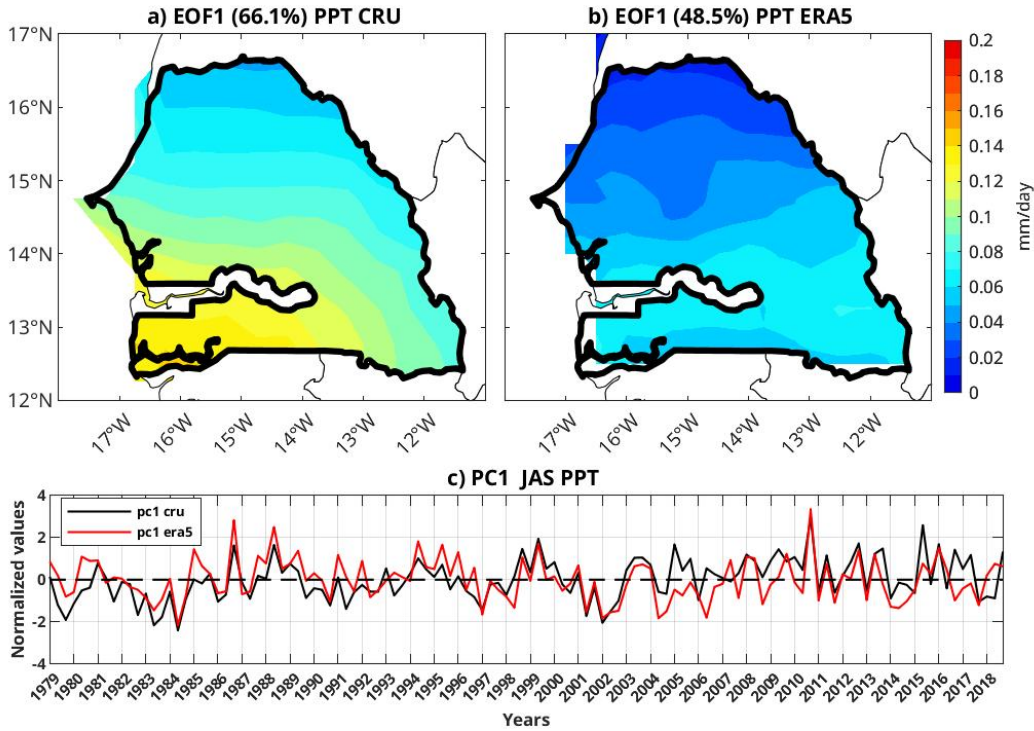 a) EOF1 (66.1%) PPT CRU
b) EOF1 (48.5%) PPT ERA5
17°N
16°N
15°N
14°N
13°N
12°N
17°W 16°W 15°W 14°W 13°W 12°W
17°W 16°W 15°W 14°W 13°W 12°W
0.2
0.18
0.16
0.14
0.12
0.1
0.08
0.06
0.04
0.02
0
mm/day
c) PC1 JAS PPT
Normalized values
4
2
0
-2
-4
pc1 cru
pc1 era5
1979 1980 1981 1982 1983 1984 1985 1986 1987 1988 1989 1990 1991 1992 1993 1994 1995 1996 1997 1998 1999 2000 2001 2002 2003 2004 2005 2006 2007 2008 2009 2010 2011 2012 2013 2014 2015 2016 2017 2018
Years